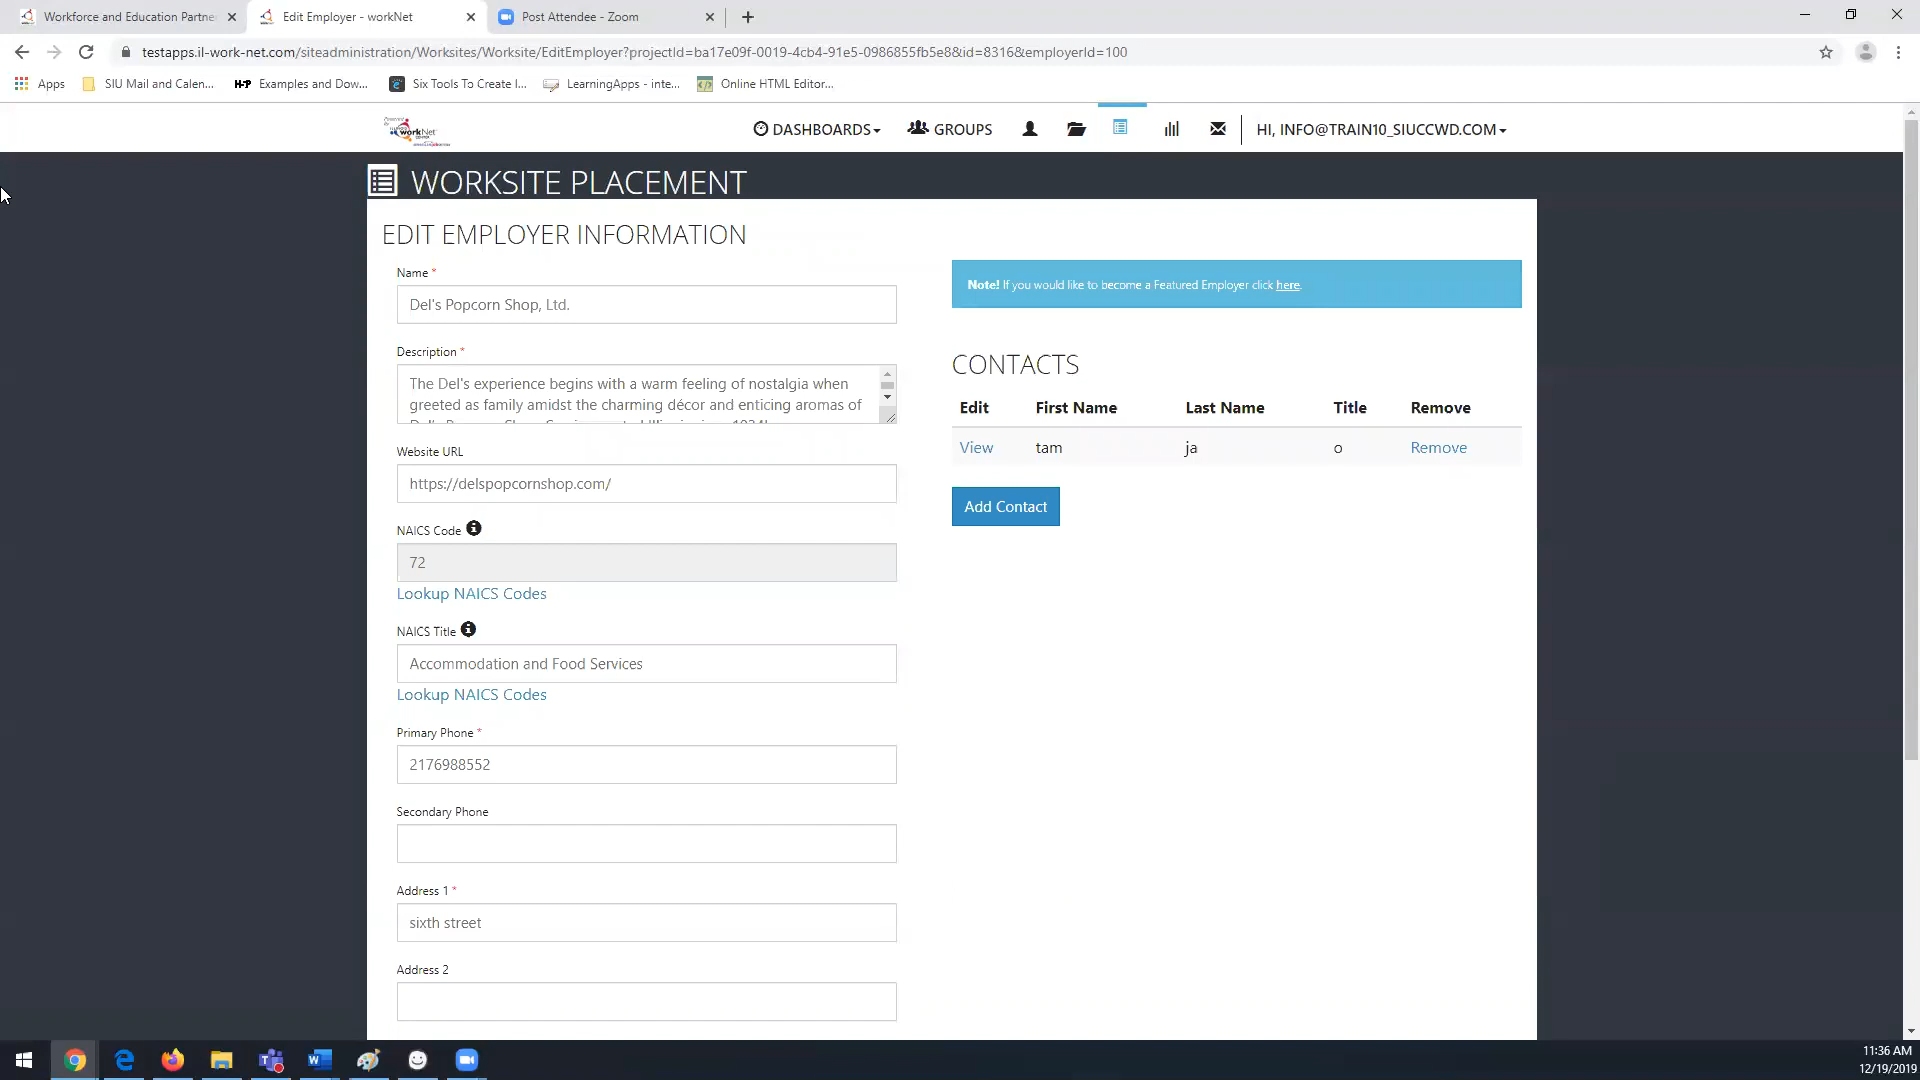 Workforce and Education Partne
Edit Employer - workNet
Post Attendee - Zoom
testapps.il-work-net.com/siteadministration/Worksites/Worksite/EditEmployer?projectId=ba17e09f-0019-4cb4-91e5-0986855fb5e8&id=8316&employerId=100
Apps
SIU Mail and Calen...
Examples and Dow...
Six Tools To Create I...
LearningApps - inte...
Online HTML Editor...
workNet
DASHBOARDS
GROUPS
HI, INFO@TRAIN10_SIUCCWD.COM
WORKSITE PLACEMENT
EDIT EMPLOYER INFORMATION
Name *
Del's Popcorn Shop, Ltd.
Description *
The Del's experience begins with a warm feeling of nostalgia when
greeted as family amidst the charming décor and enticing aromas of
Website URL
https://delspopcornshop.com/
NAICS Code
72
Lookup NAICS Codes
NAICS Title
Accommodation and Food Services
Lookup NAICS Codes
Primary Phone *
2176988552
Secondary Phone
Address 1 *
sixth street
Address 2
Note! If you would like to become a Featured Employer click here.
CONTACTS
Edit First Name Last Name Title Remove
View tam ja o Remove
Add Contact
11:36 AM
12/19/2019